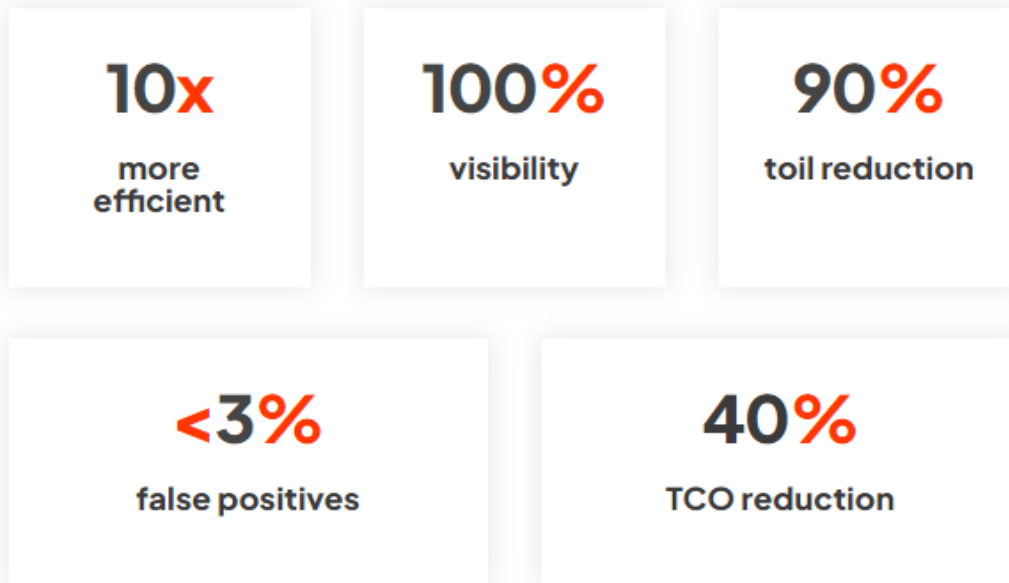 10x
more
efficient
100%
visibility
90%
toil reduction
<3%
false positives
40%
TCO reduction